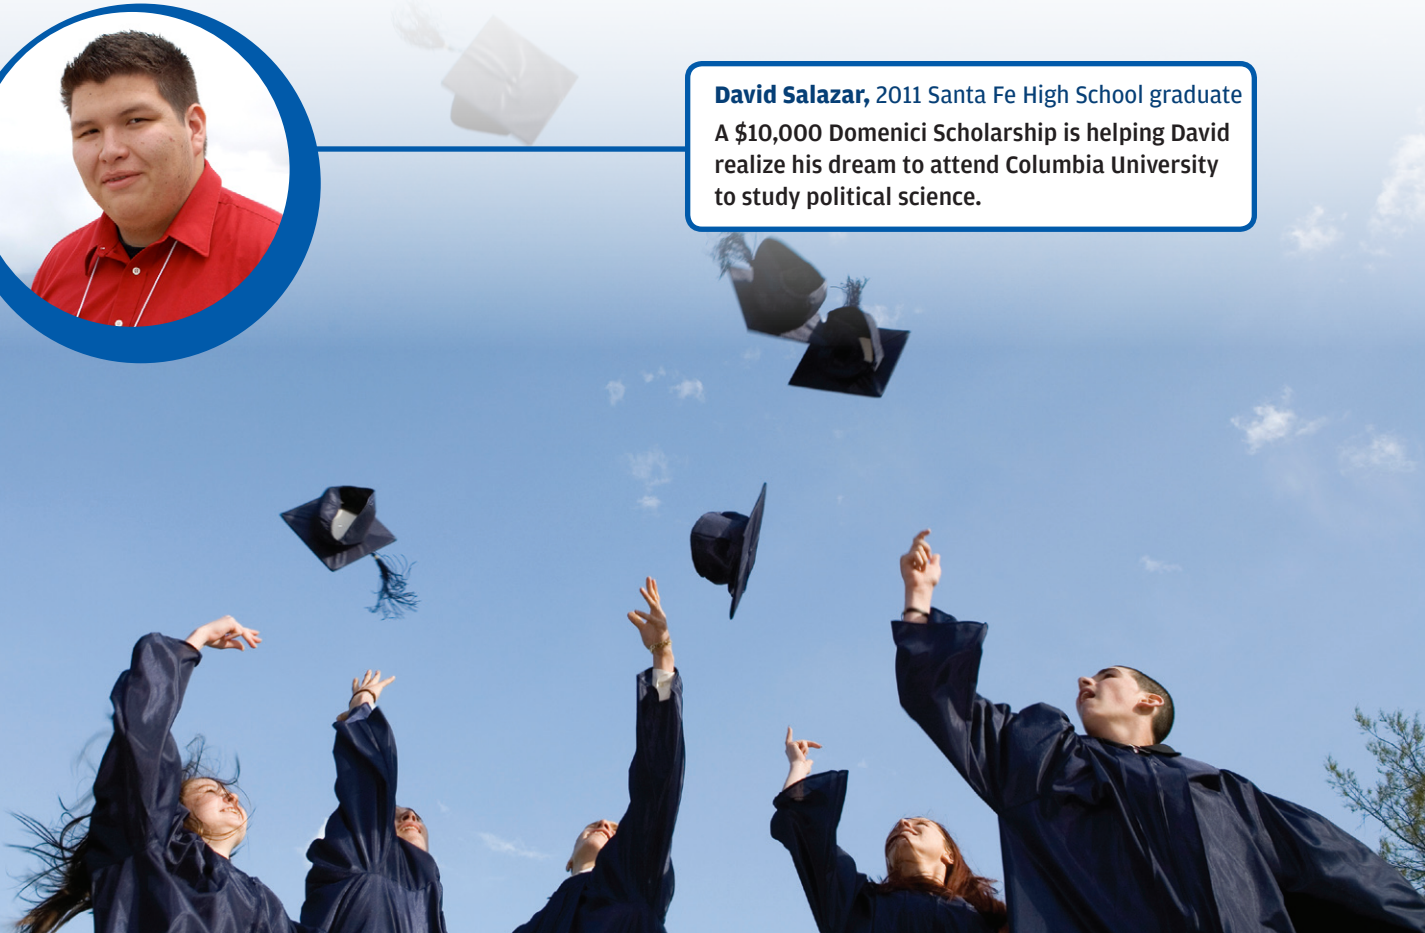 David Salazar, 2011 Santa Fe High School graduate
A $10,000 Domenici Scholarship is helping David
realize his dream to attend Columbia University
to study political science.